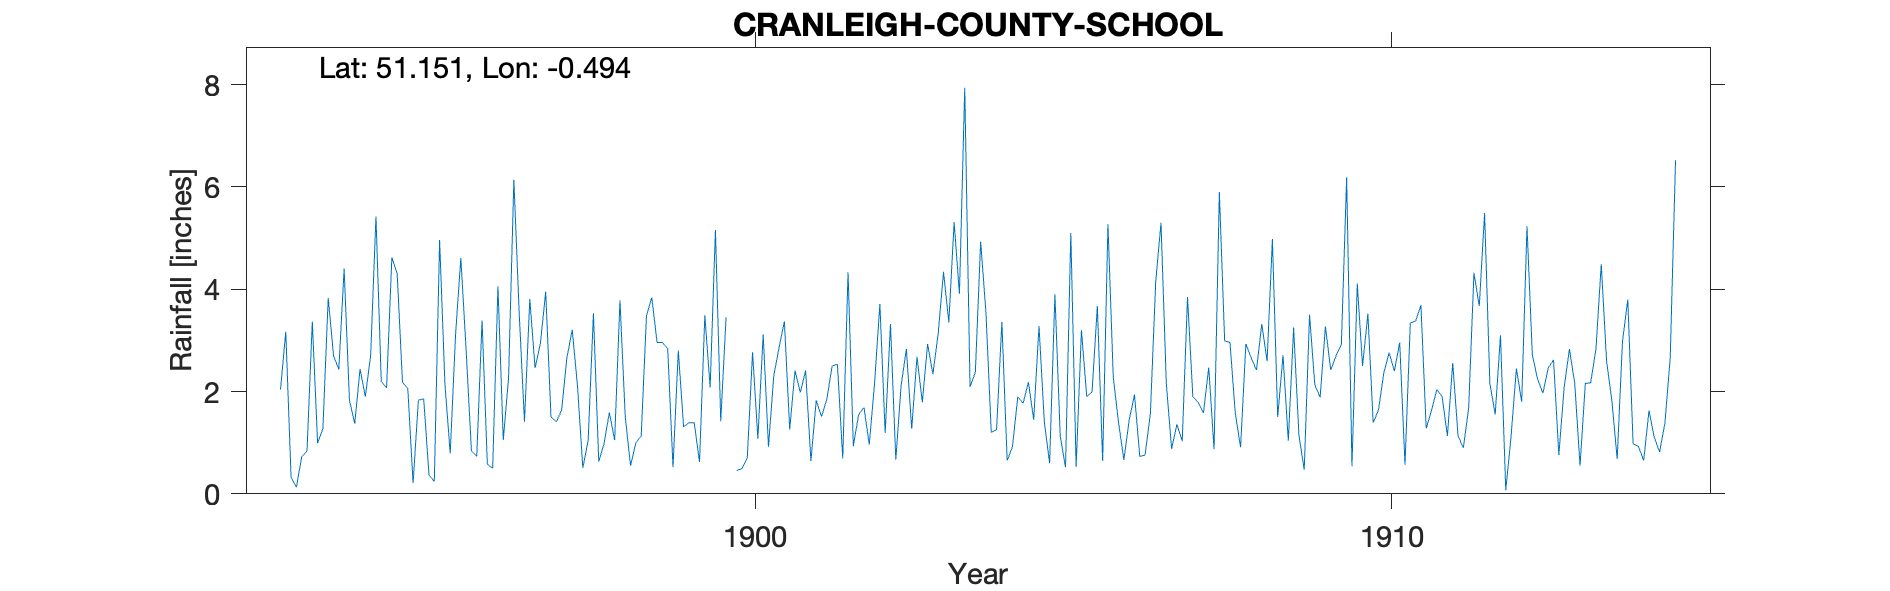 CRANLEIGH-COUNTY-SCHOOL
Lat: 51.151, Lon: -0.494
8
6
4
2
0
Rainfall [inches]
1900
1910
Year